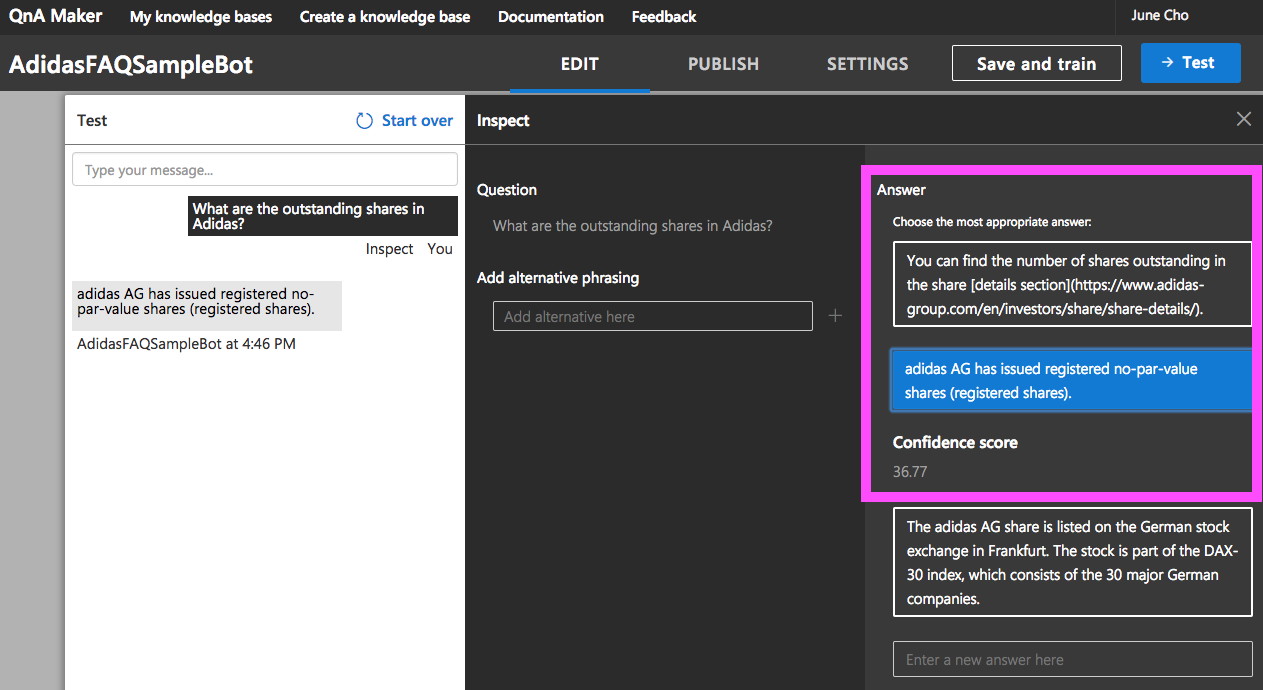 QnA Maker My knowledge bases Create a knowledge base Documentation Feedback June Cho
AdidasFAQSampleBot EDIT PUBLISH SETTINGS Save and train → Test
Test Start over
Type your message...
What are the outstanding shares in
Adidas?
Inspect You
adidas AG has issued registered no-
par-value shares (registered shares).
AdidasFAQSampleBot at 4:46 PM
Inspect
Question
What are the outstanding shares in Adidas?
Add alternative phrasing
Add alternative here
Answer
Choose the most appropriate answer:
You can find the number of shares outstanding in
the share [details section](https://www.adidas-
group.com/en/investors/share/share-details/).
adidas AG has issued registered no-par-value
shares (registered shares).
Confidence score
36.77
The adidas AG share is listed on the German stock
exchange in Frankfurt. The stock is part of the DAX-
30 index, which consists of the 30 major German
companies.
Enter a new answer here